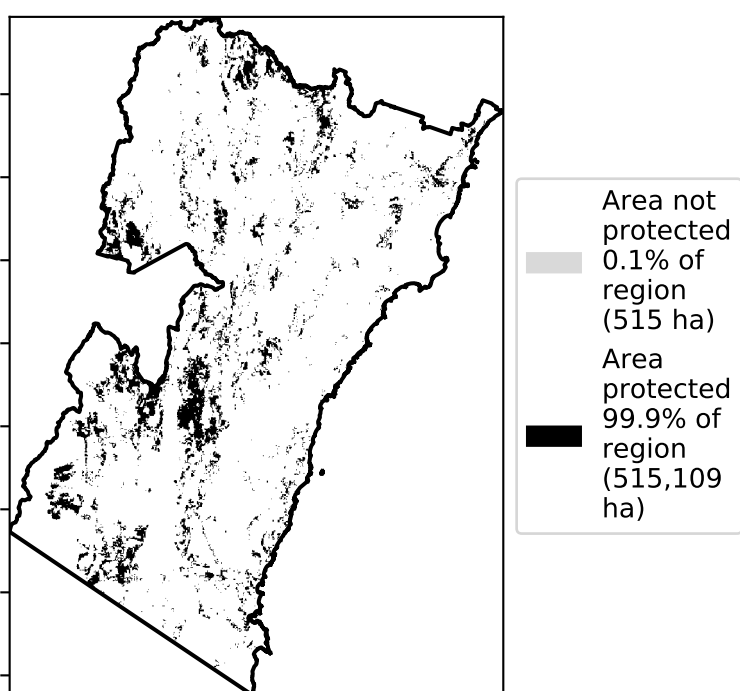 Area not
protected
0.1% of
region
(515 ha)
Area
protected
99.9% of
region
(515,109
ha)